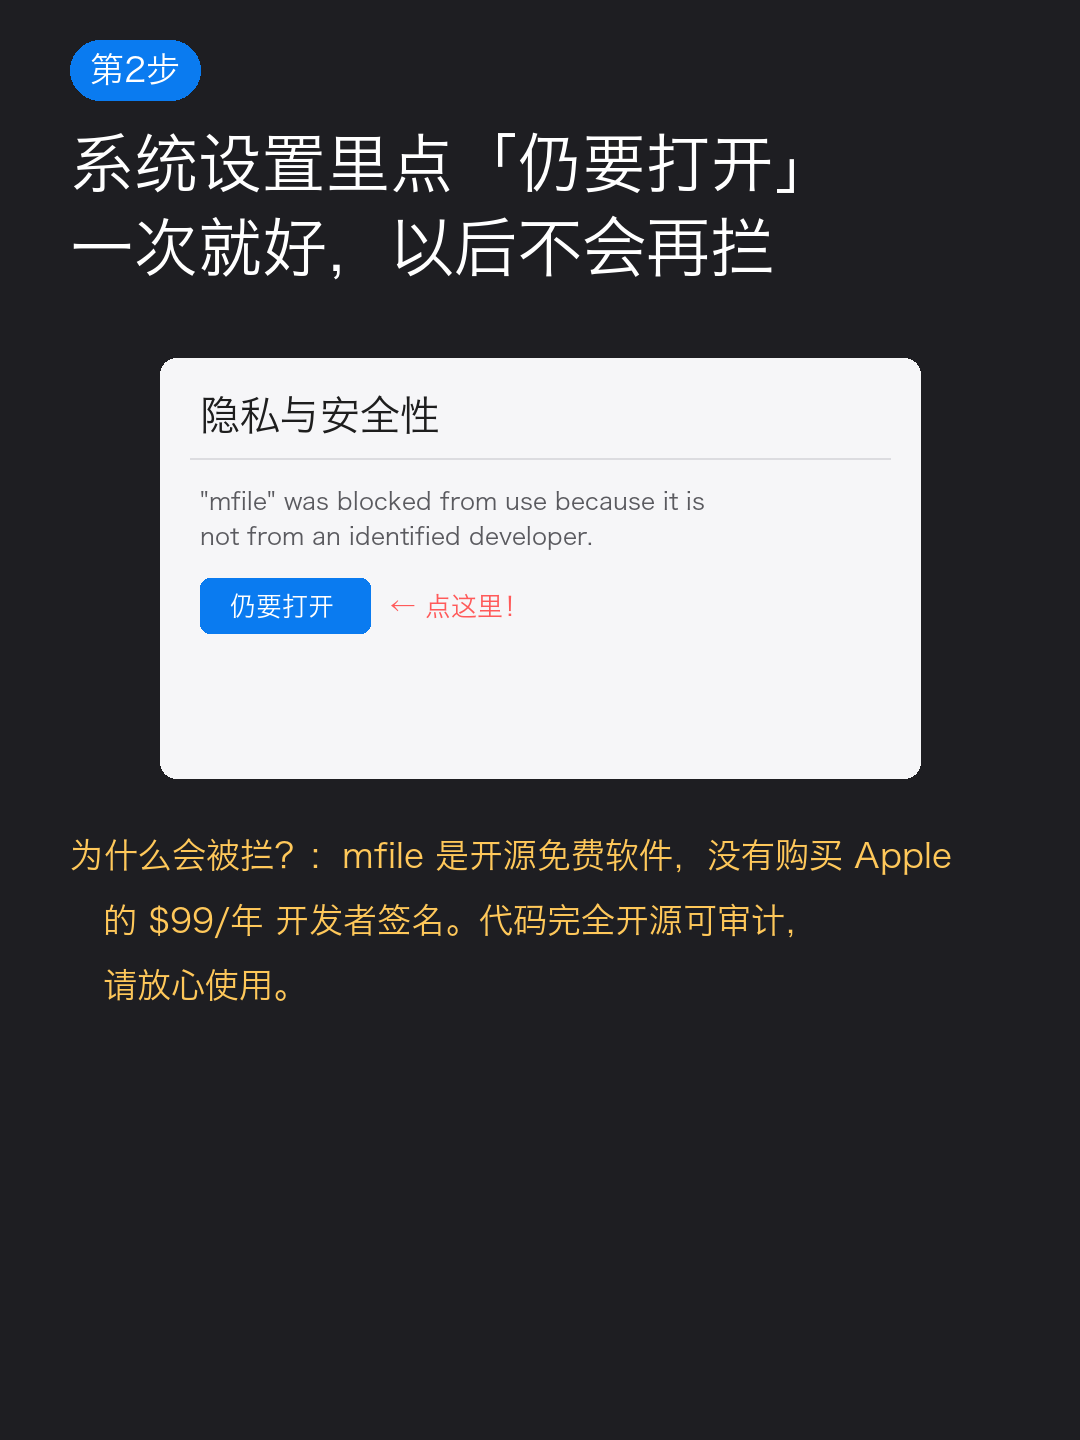 第2步
系统设置里点「仍要打开」
一次就好，以后不会再拦
隐私与安全性
"mfile" was blocked from use because it is
not from an identified developer.
仍要打开 ← 点这里！
为什么会被拦？：mfile 是开源免费软件，没有购买 Apple
的 $99/年 开发者签名。代码完全开源可审计，
请放心使用。